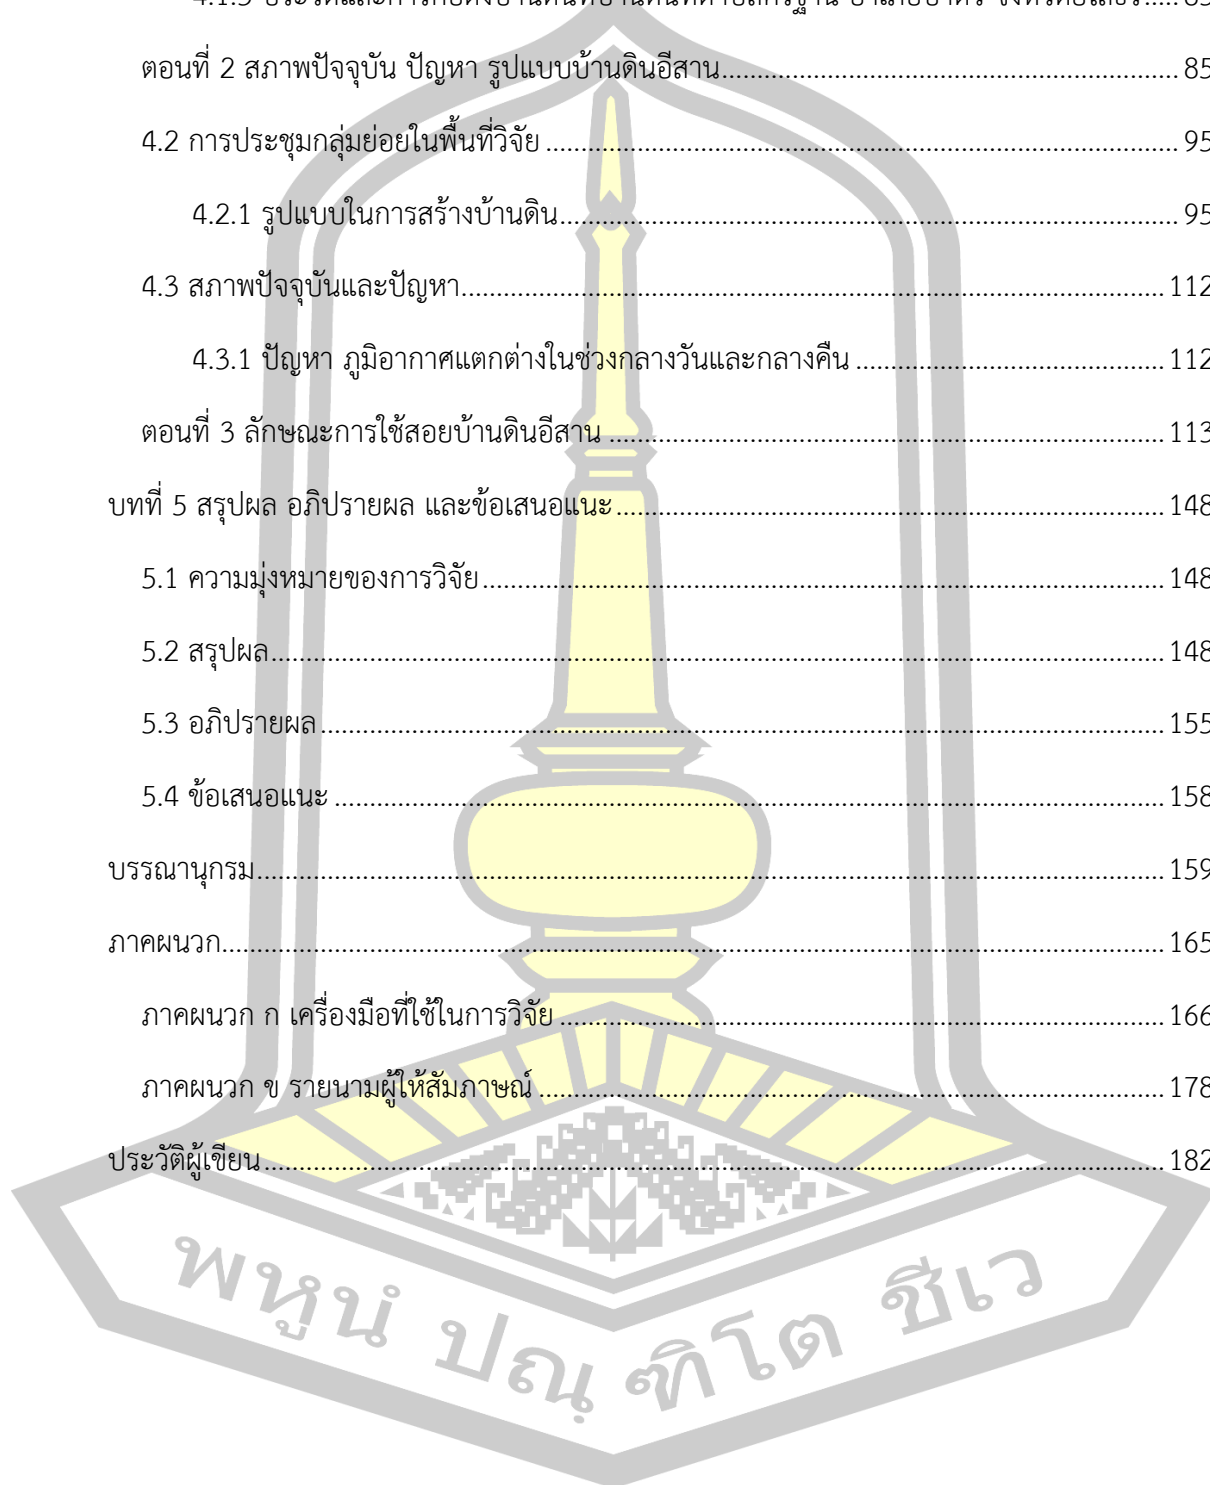 ตอนที่ 2 สภาพปัจจุบัน ปัญหา รูปแบบบ้านดินอีสาน 85
4.2 การประชุมกลุ่มย่อยในพื้นที่วิจัย 95
4.2.1 รูปแบบในการสร้างบ้านดิน 95
4.3 สภาพปัจจุบันและปัญหา 112
4.3.1 ปัญหา ภูมิอากาศแตกต่างในช่วงกลางวันและกลางคืน 112
ตอนที่ 3 ลักษณะการใช้สอยบ้านดินอีสาน 113
บทที่ 5 สรุปผล อภิปรายผล และข้อเสนอแนะ 148
5.1 ความมุ่งหมายของการวิจัย 148
5.2 สรุปผล 148
5.3 อภิปรายผล 155
5.4 ข้อเสนอแนะ 158
บรรณานุกรม 159
ภาคผนวก 165
ภาคผนวก ก เครื่องมือที่ใช้ในการวิจัย 166
ภาคผนวก ข รายนามผู้ให้สัมภาษณ์ 178
ประวัติผู้เขียน 182
พหูนํ ปณฺฑิโต ชีเว